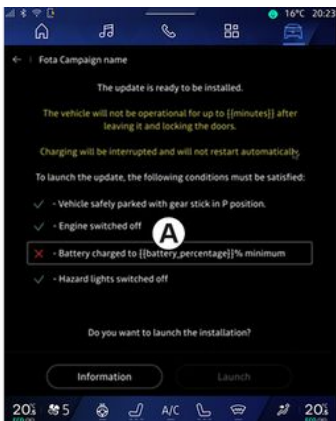 16°C 20:23
Fota Campaign name
The update is ready to be installed.
The vehicle will not be operational for up to {{minutes}} after
leaving it and locking the doors.
Charging will be interrupted and will not restart automatically.
To launch the update, the following conditions must be satisfied:
- Vehicle safely parked with gear stick in P position.
- Engine switched off
A
- Battery charged to {{battery_percentage}}% minimum
- Hazard lights switched off
Do you want to launch the installation?
Information Launch
20⁵ 5 A/C 20⁵